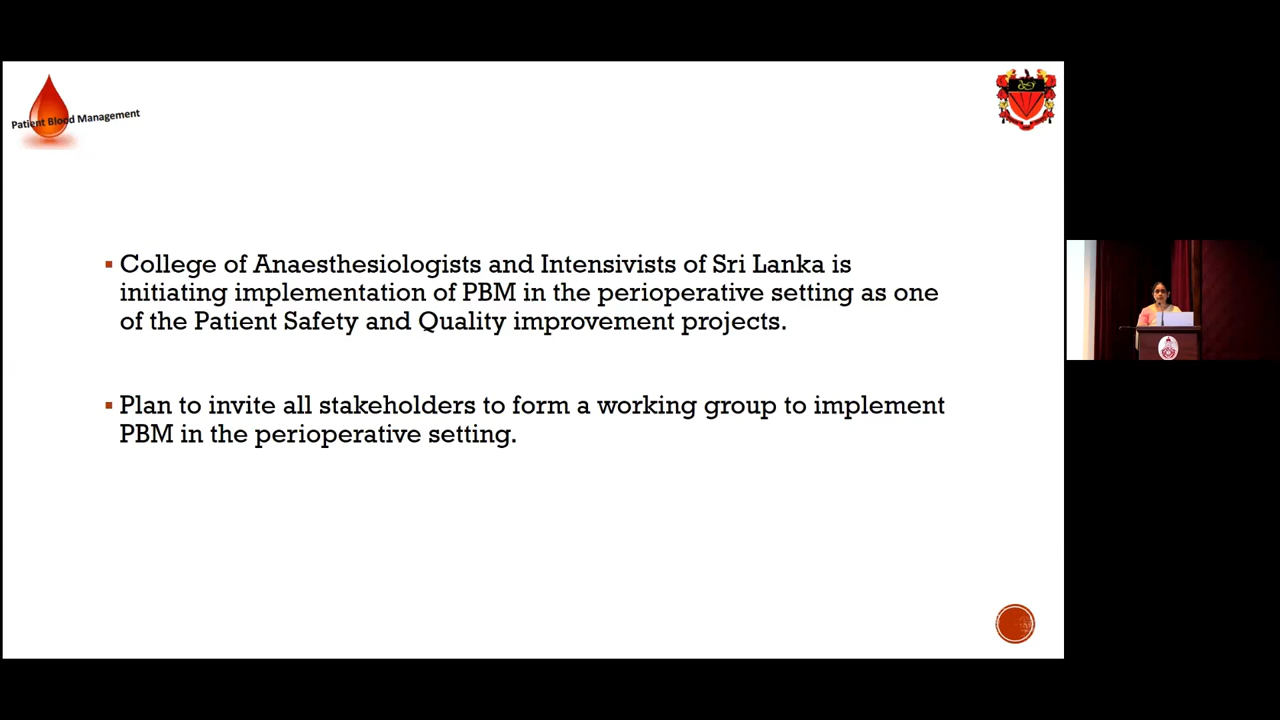 Patient Blood Management
College of Anaesthesiologists and Intensivists of Sri Lanka is
initiating implementation of PBM in the perioperative setting as one
of the Patient Safety and Quality improvement projects.
Plan to invite all stakeholders to form a working group to implement
PBM in the perioperative setting.